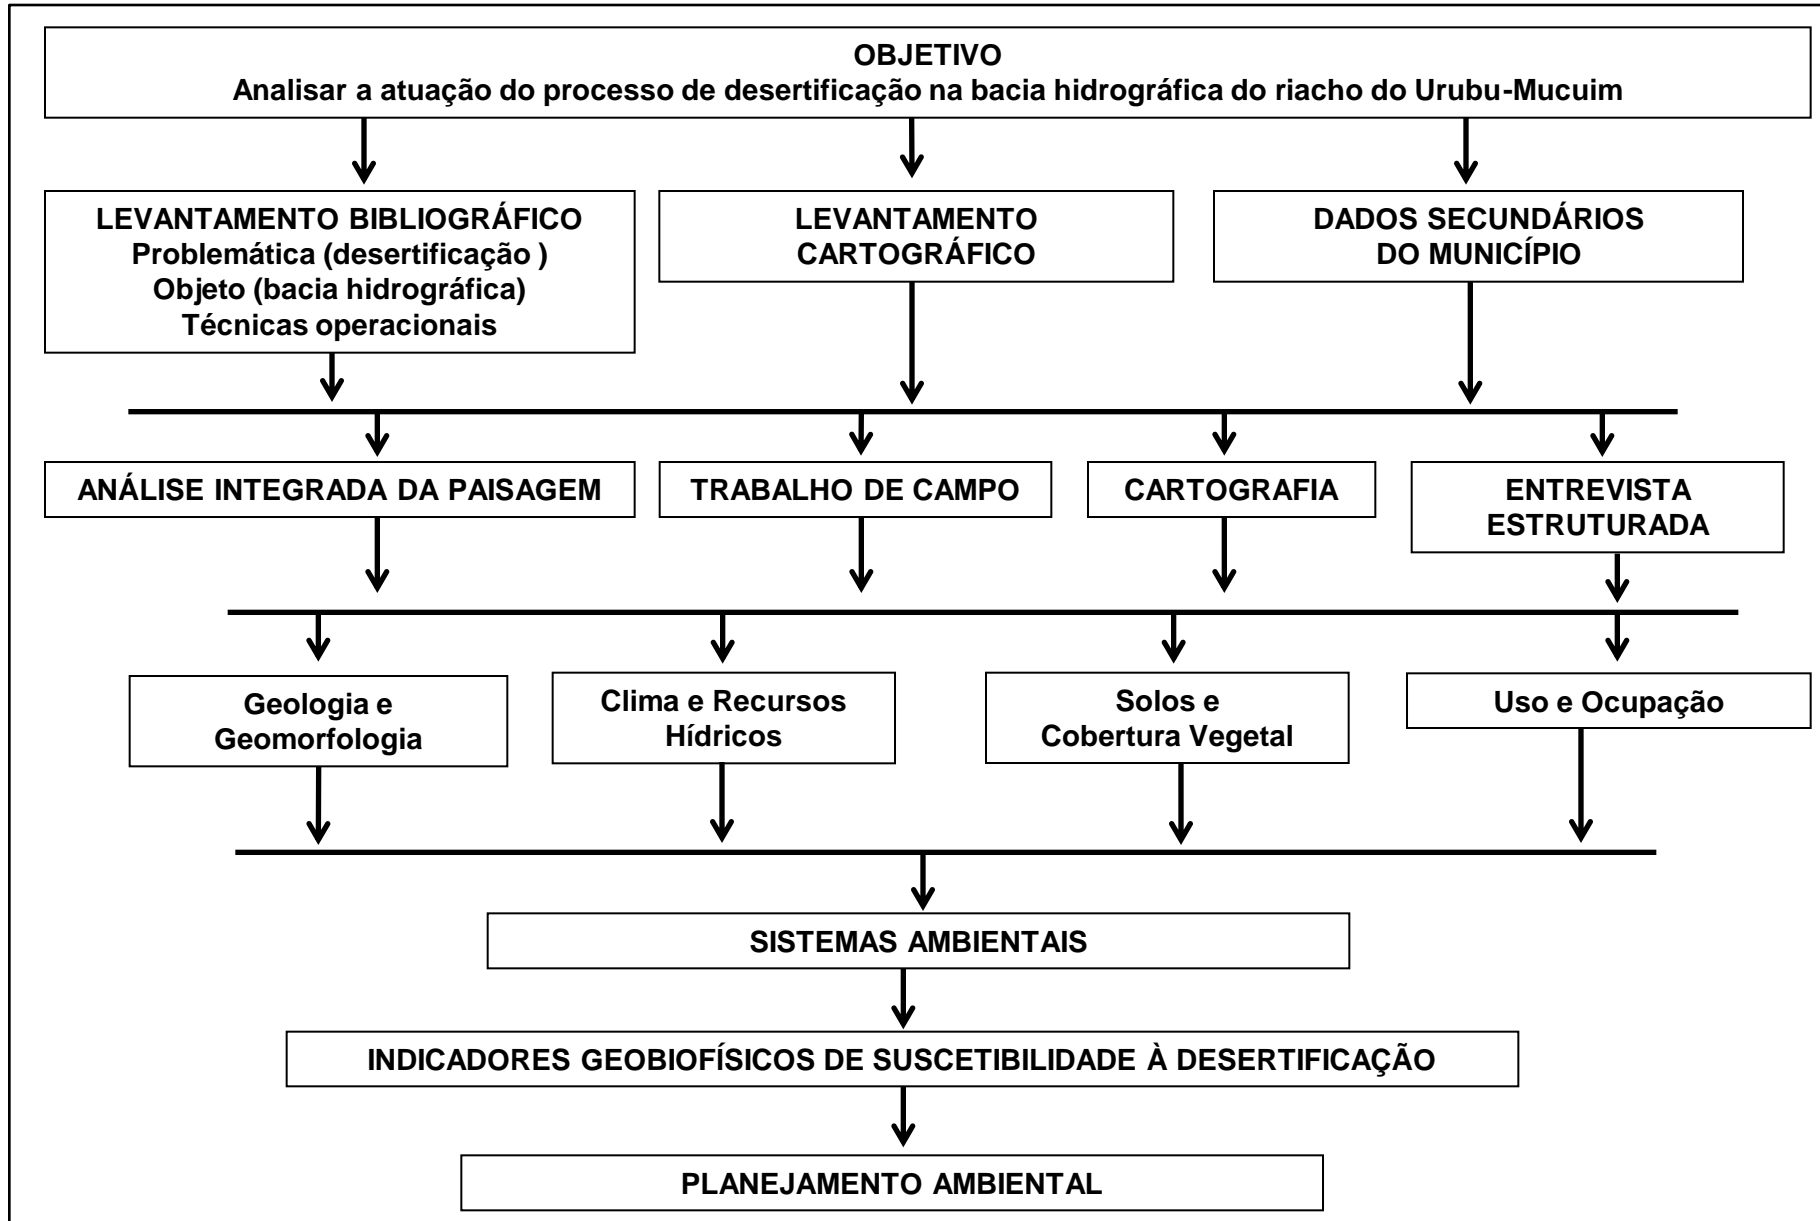 OBJETIVO
Analisar a atuação do processo de desertificação na bacia hidrográfica do riacho do Urubu-Mucuim
LEVANTAMENTO BIBLIOGRÁFICO
Problemática (desertificação )
Objeto (bacia hidrográfica)
Técnicas operacionais
LEVANTAMENTO
CARTOGRÁFICO
DADOS SECUNDÁRIOS
DO MUNICÍPIO
ANÁLISE INTEGRADA DA PAISAGEM
TRABALHO DE CAMPO
CARTOGRAFIA
ENTREVISTA
ESTRUTURADA
Geologia e
Geomorfologia
Clima e Recursos
Hídricos
Solos e
Cobertura Vegetal
Uso e Ocupação
SISTEMAS AMBIENTAIS
INDICADORES GEOBIOFÍSICOS DE SUSCETIBILIDADE À DESERTIFICAÇÃO
PLANEJAMENTO AMBIENTAL